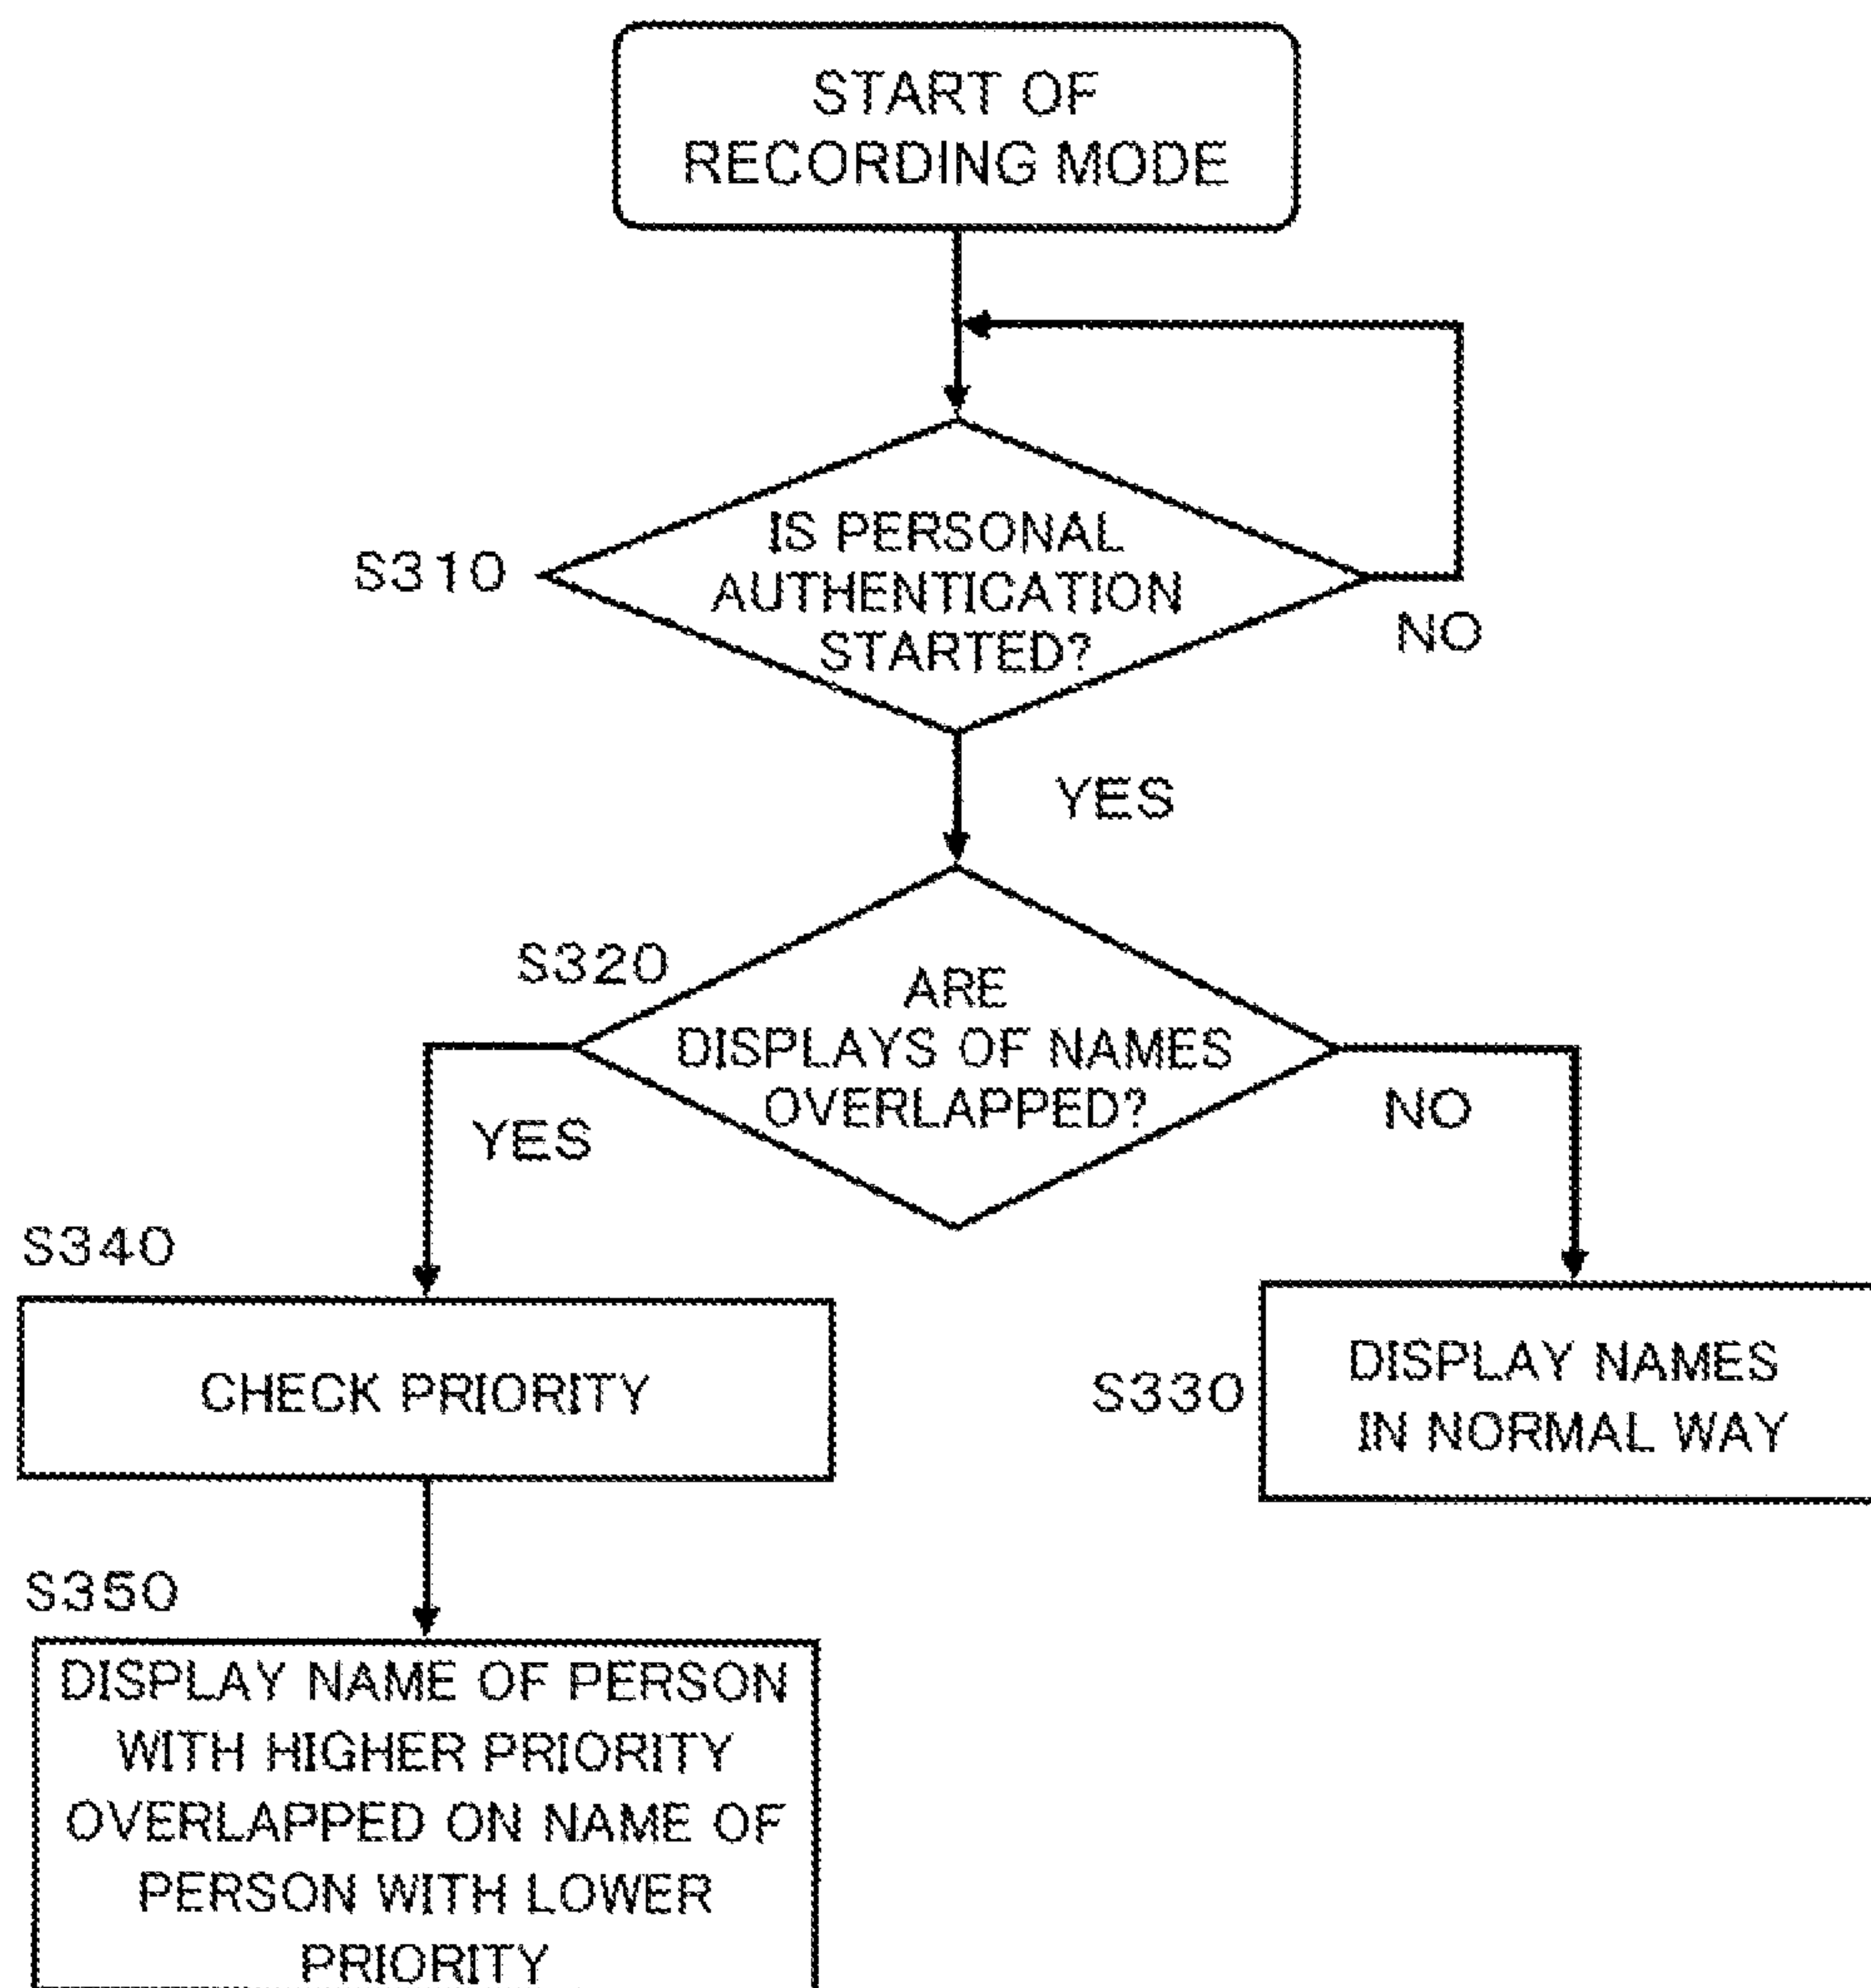 START OF
RECORDING MODE
S310
IS PERSONAL
AUTHENTICATION
STARTED?
NO
YES
S320
ARE
DISPLAYS OF NAMES
OVERLAPPED?
YES
NO
S340
CHECK PRIORITY
S330
DISPLAY NAMES
IN NORMAL WAY
S350
DISPLAY NAME OF PERSON
WITH HIGHER PRIORITY
OVERLAPPED ON NAME OF
PERSON WITH LOWER
PRIORITY